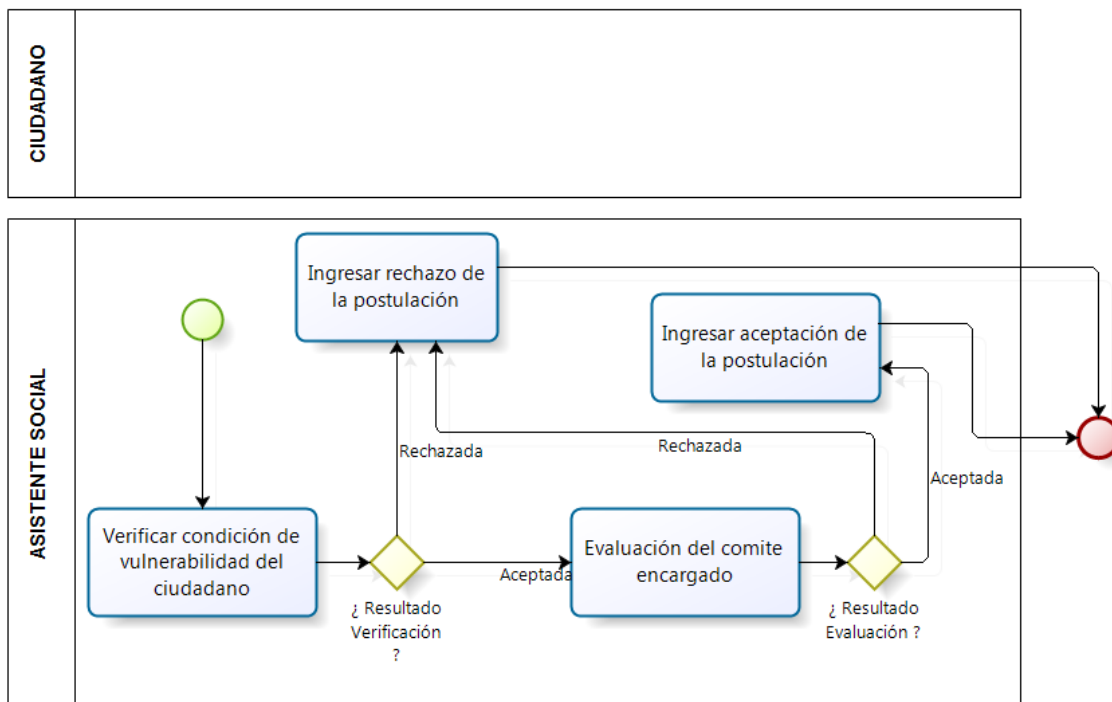 CIUDADANO
ASISTENTE SOCIAL
Ingresar rechazo de
la postulación
Ingresar aceptación de
la postulación
Rechazada
Rechazada
Aceptada
Verificar condición de
vulnerabilidad del
ciudadano
Aceptada
Evaluación del comite
encargado
¿ Resultado
Verificación
?
¿ Resultado
Evaluación ?